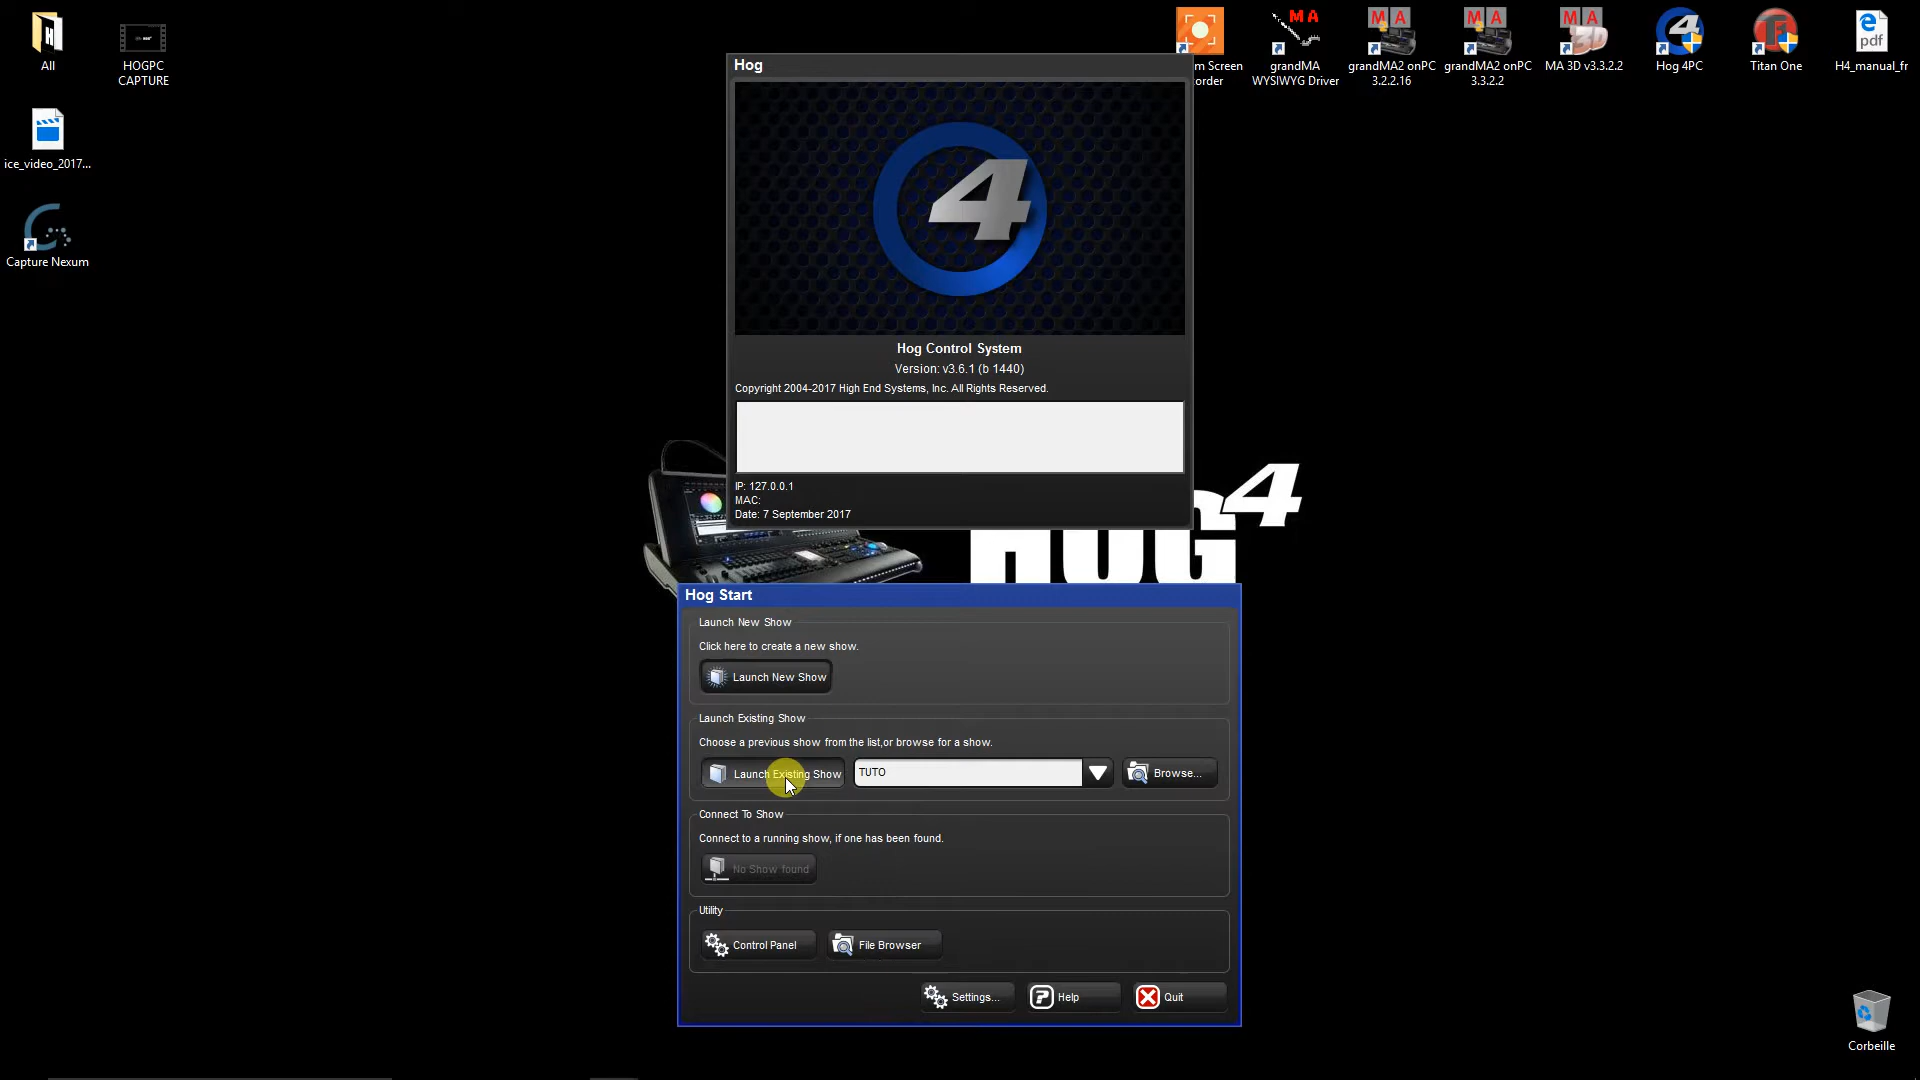 All
HOGPC
CAPTURE
ice_video_2017...
Capture Nexum
m Screen
order
grandMA
WYSIWYG Driver
grandMA2 onPC
3.2.2.16
grandMA2 onPC
3.3.2.2
MA 3D v3.3.2.2
Hog 4PC
Titan One
H4_manual_fr
Hog
4
Hog Control System
Version: v3.6.1 (b 1440)
Copyright 2004-2017 High End Systems, Inc. All Rights Reserved.
IP: 127.0.0.1
MAC:
Date: 7 September 2017
HOG 4
Hog Start
Launch New Show
Click here to create a new show.
Launch New Show
Launch Existing Show
Choose a previous show from the list,or browse for a show.
Launch Existing Show
TUTO
Browse...
Connect To Show
Connect to a running show, if one has been found.
No Show found
Utility
Control Panel
File Browser
Settings...
Help
Quit
Corbeille